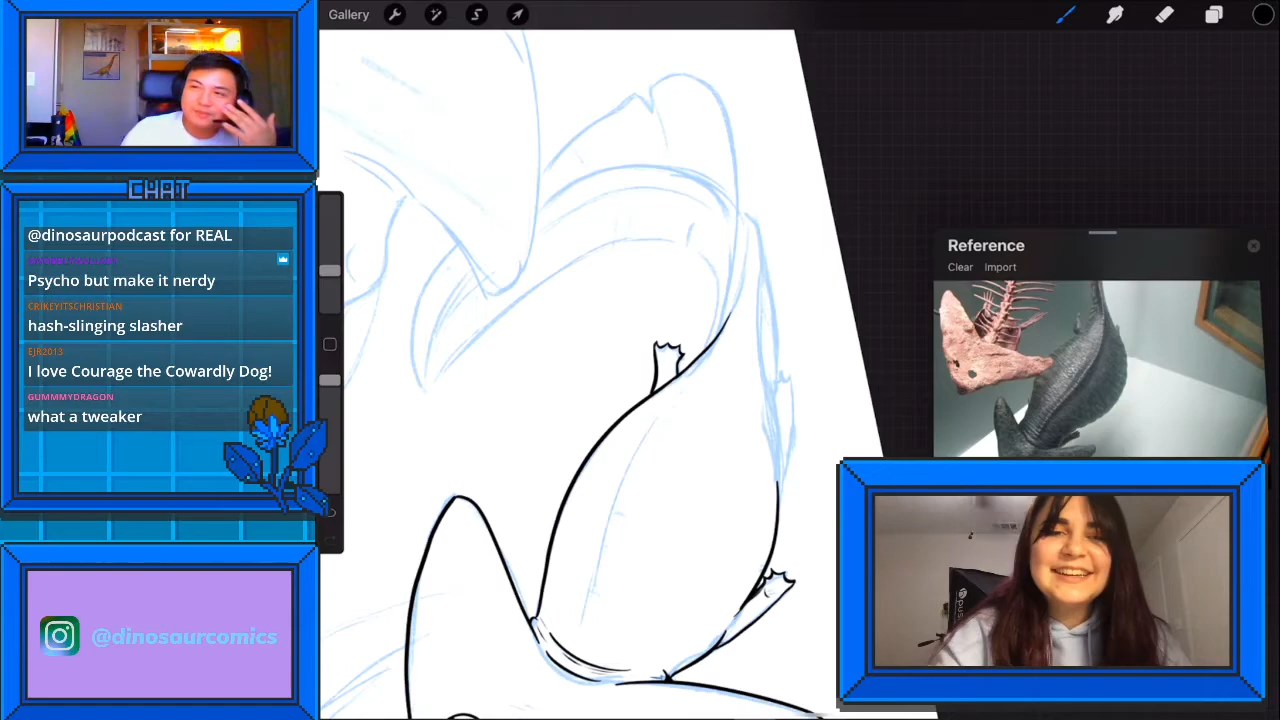 Gallery
CHAT
@dinosaurpodcast for REAL
Psycho but make it nerdy
CRIKEYITSCHRISTIAN
hash-slinging slasher
EJR2013
I love Courage the Cowardly Dog!
GUMMMYDRAGON
what a tweaker
@dinosaurcomics
Reference
Clear Import